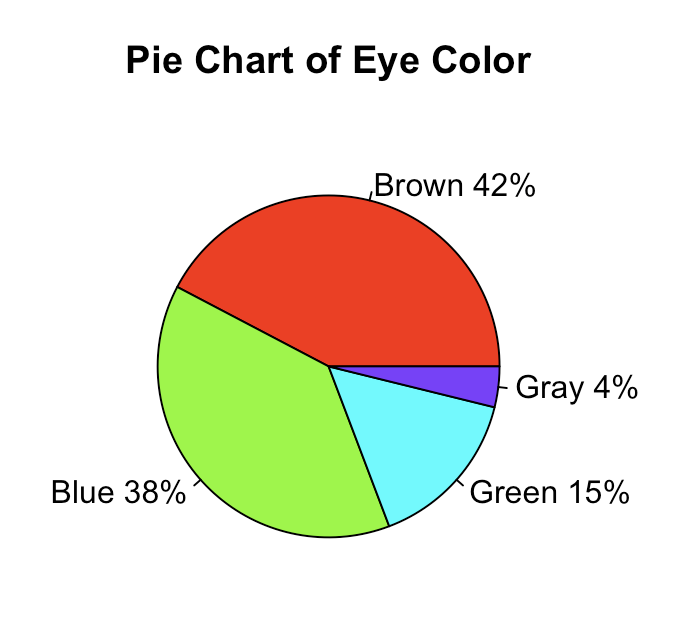 Pie Chart of Eye Color
Brown 42%
Gray 4%
Blue 38%
Green 15%